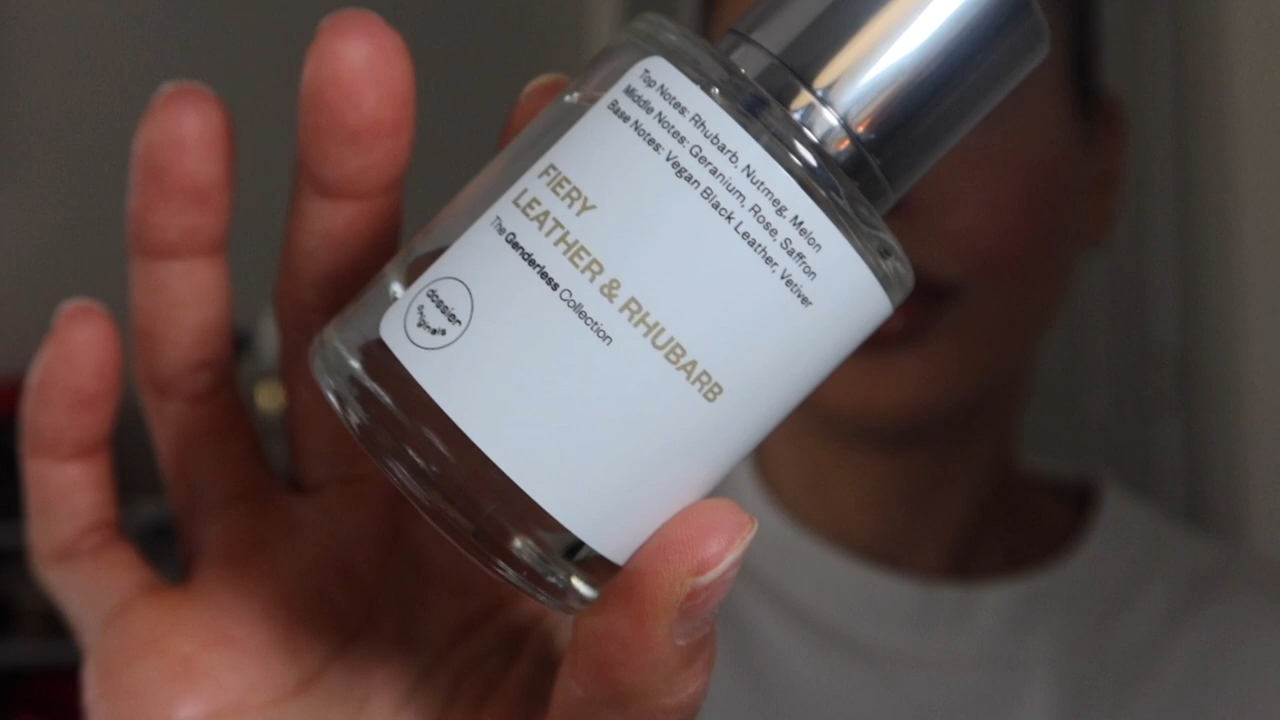 Top Notes: Rhubarb, Nutmeg, Melon
Middle Notes: Geranium, Rose, Saffron
Base Notes: Vegan Black Leather, Vetiver
FIERY
LEATHER & RHUBARB
The Genderless Collection
dossier
originals